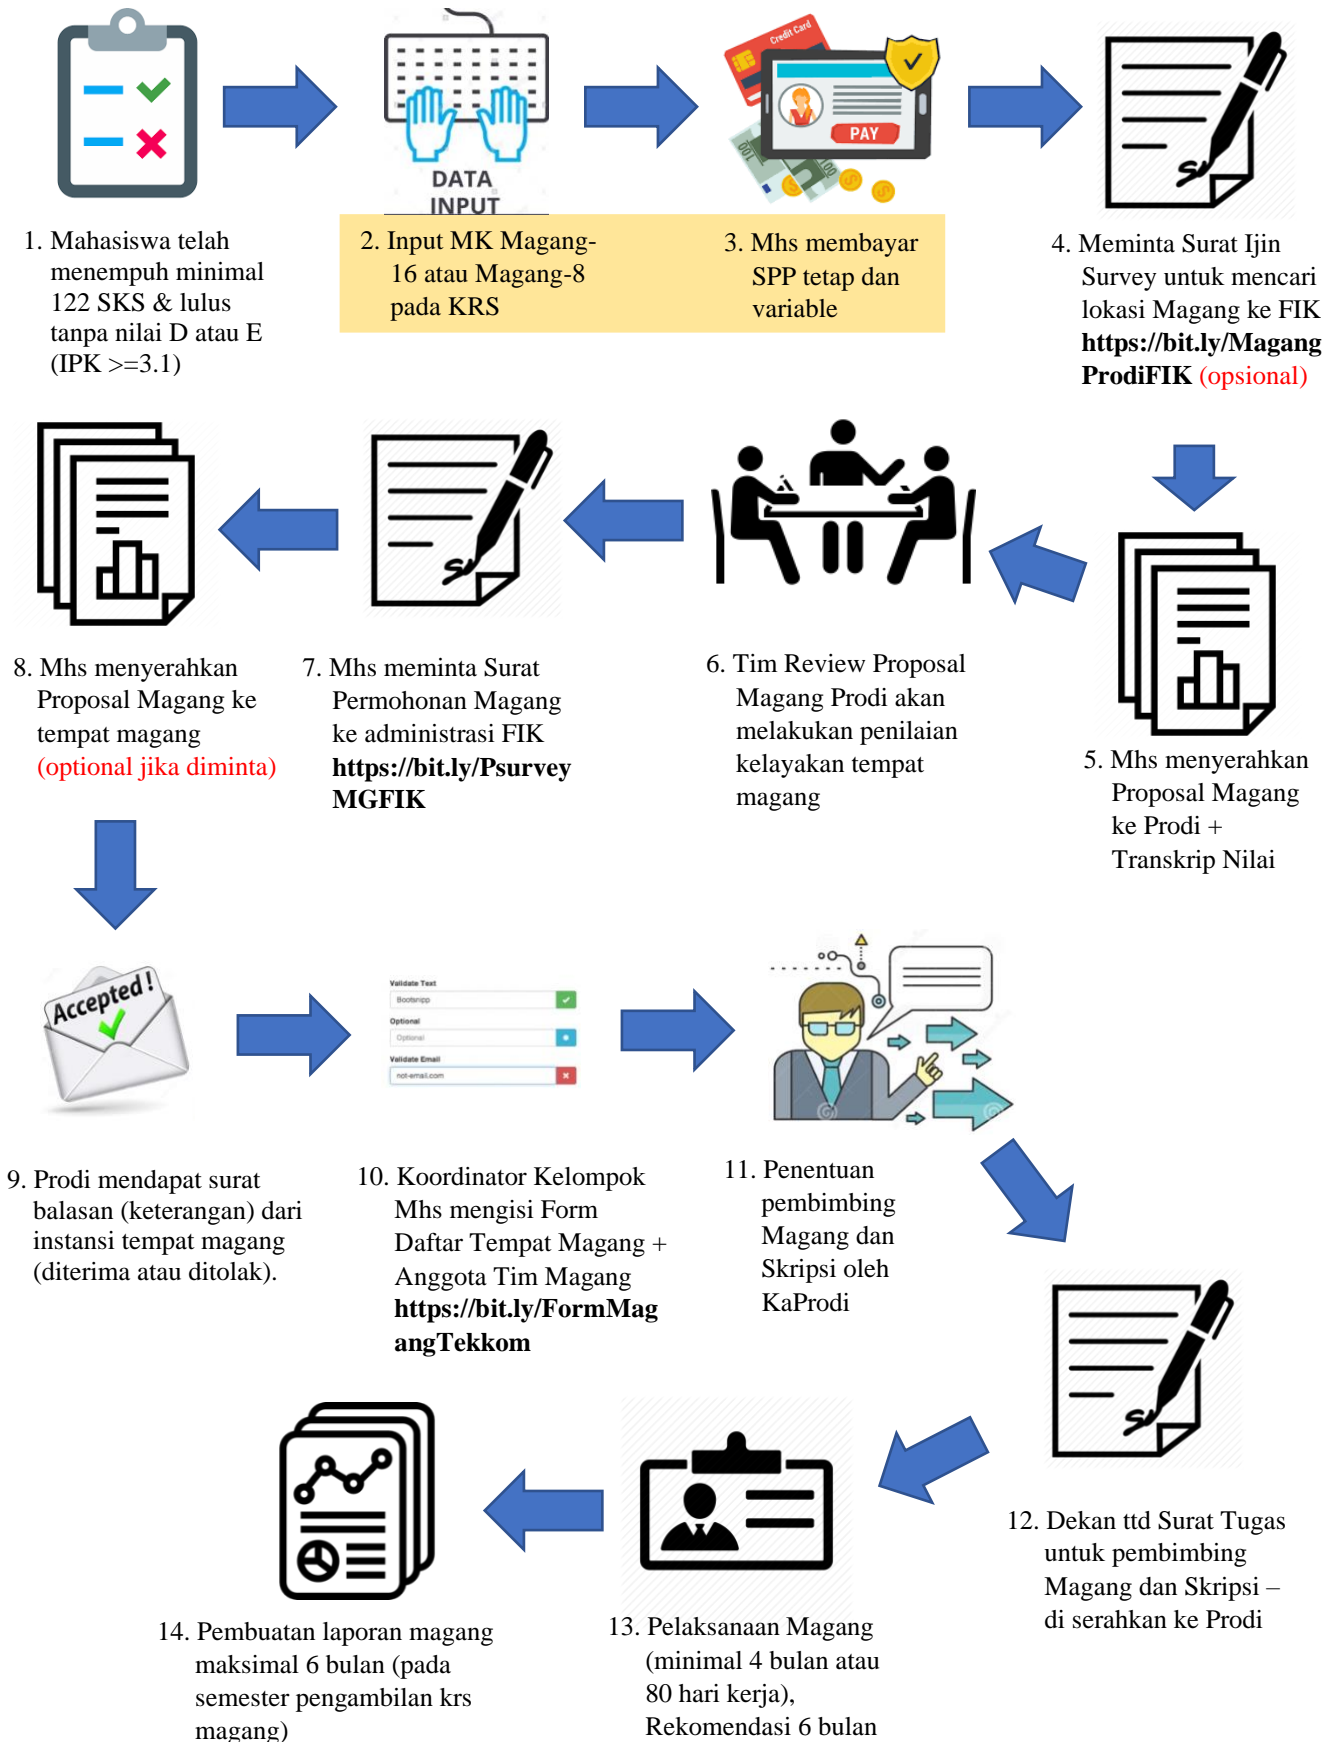 Credit Card
PAY
100
100
DATA
INPUT
1. Mahasiswa telah
menempuh minimal
122 SKS & lulus
tanpa nilai D atau E
(IPK >=3.1)
2. Input MK Magang-
16 atau Magang-8
pada KRS
3. Mhs membayar
SPP tetap dan
variable
4. Meminta Surat Ijin
Survey untuk mencari
lokasi Magang ke FIK
https://bit.ly/Magang
ProdiFIK (opsional)
5. Mhs menyerahkan
Proposal Magang
ke Prodi +
Transkrip Nilai
6. Tim Review Proposal
Magang Prodi akan
melakukan penilaian
kelayakan tempat
magang
7. Mhs meminta Surat
Permohonan Magang
ke administrasi FIK
https://bit.ly/Psurvey
MGFIK
8. Mhs menyerahkan
Proposal Magang ke
tempat magang
(optional jika diminta)
Accepted!
9. Prodi mendapat surat
balasan (keterangan) dari
instansi tempat magang
(diterima atau ditolak).
Validate Text
Bootsnipp
Optional
Optional
Validate Email
not-email.com
10. Koordinator Kelompok
Mhs mengisi Form
Daftar Tempat Magang +
Anggota Tim Magang
https://bit.ly/FormMag
angTekkom
11. Penentuan
pembimbing
Magang dan
Skripsi oleh
KaProdi
12. Dekan ttd Surat Tugas
untuk pembimbing
Magang dan Skripsi –
di serahkan ke Prodi
13. Pelaksanaan Magang
(minimal 4 bulan atau
80 hari kerja),
Rekomendasi 6 bulan
14. Pembuatan laporan magang
maksimal 6 bulan (pada
semester pengambilan krs
magang)